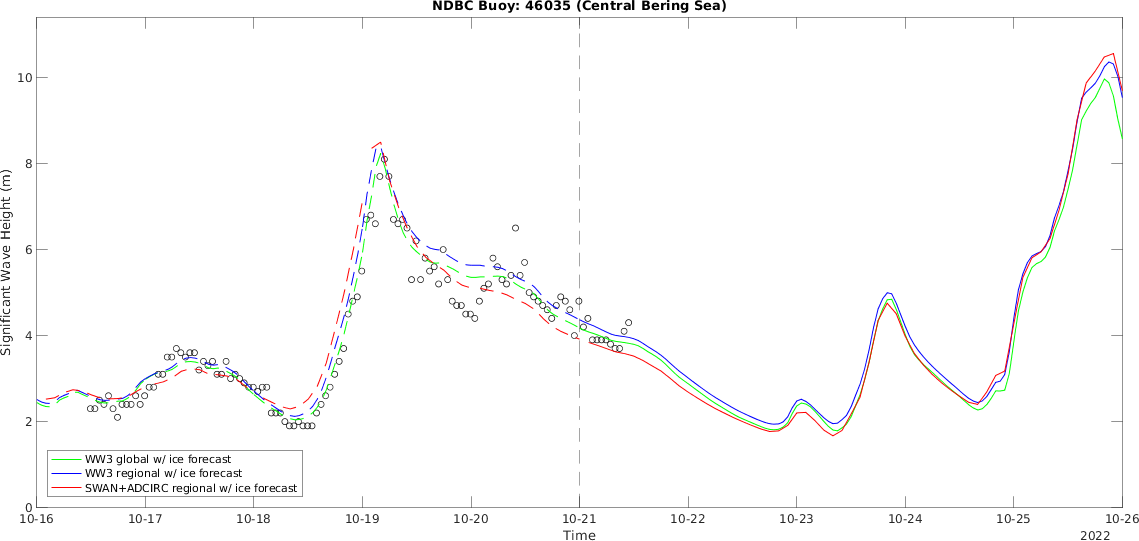 NDBC Buoy: 46035 (Central Bering Sea)
Significant Wave Height (m)
10
8
6
4
2
0
WW3 global w/ ice forecast
WW3 regional w/ ice forecast
SWAN+ADCIRC regional w/ ice forecast
10-16 10-17 10-18 10-19 10-20 10-21 10-22 10-23 10-24 10-25 10-26
Time
2022